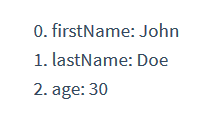 0. firstName: John
1. lastName: Doe
2. age: 30